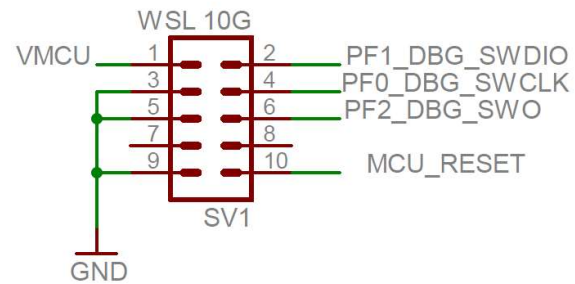 WSL 10G
VMCU 1 2 PF1_DBG_SWDIO
3 4 PF0_DBG_SWCLK
5 6 PF2_DBG_SWO
7 8
9 10 MCU_RESET
SV1
GND